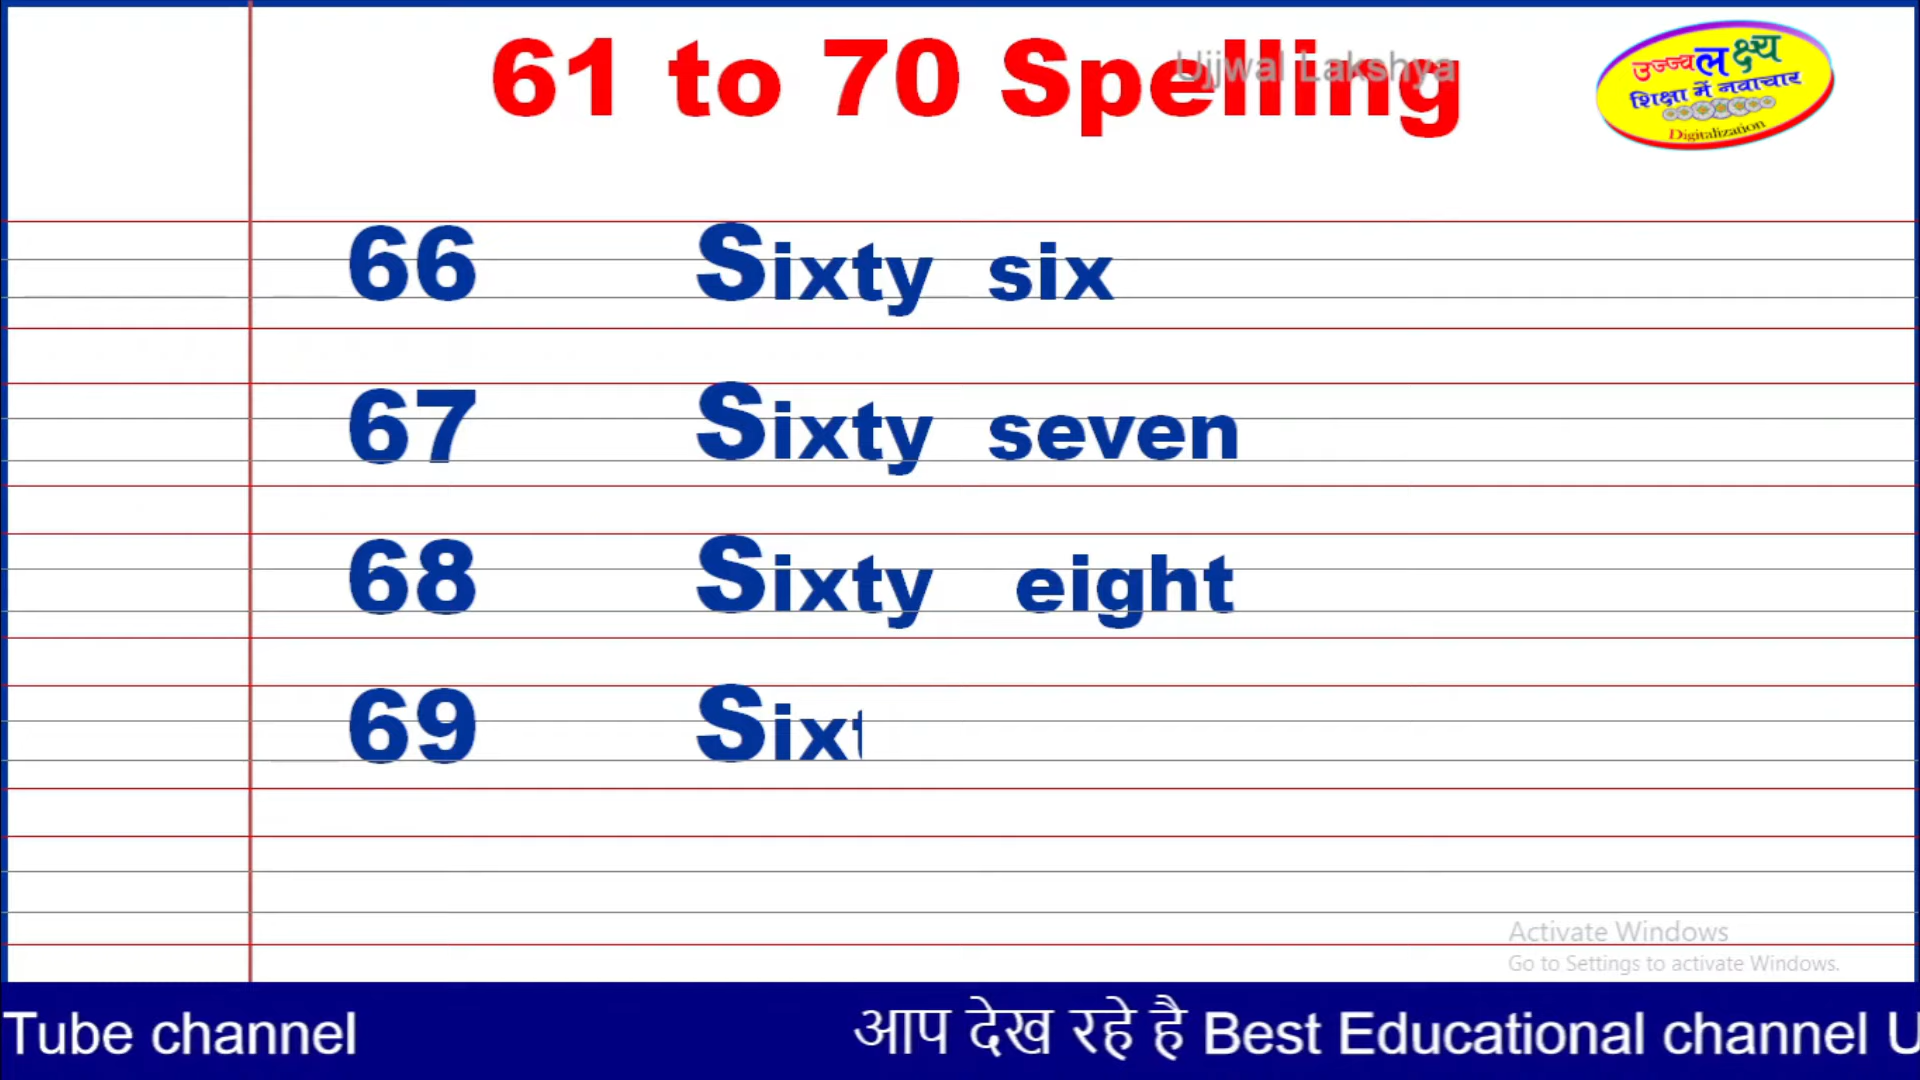 61 to 70 Spelling
Ujjwal Lakshya
उज्ज्वल लक्ष्य
शिक्षा में नवाचार
Digitalization
66 Sixty six
67 Sixty seven
68 Sixty eight
69 Sixt
Activate Windows
Go to Settings to activate Windows.
Tube channel आप देख रहे है Best Educational channel U